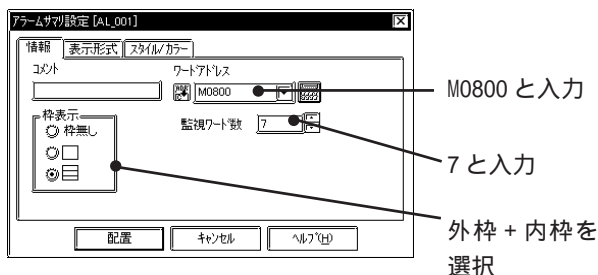 アラームサマリ設定 [AL_001]
情報 表示形式 スタイル/カラー
コメント ワードアドレス
M0800
M0800 と入力
枠表示
枠無し
監視ワード数 7
7 と入力
配置 キャンセル ヘルプ(H)
外枠 + 内枠を
選択